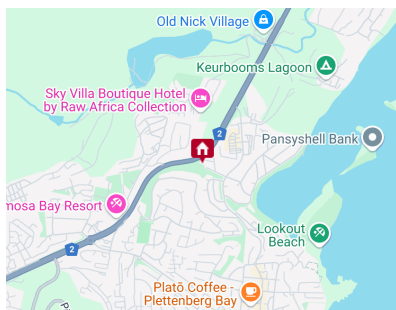 Old Nick Village
Keurbooms Lagoon
Sky Villa Boutique Hotel
by Raw Africa Collection
2
Pansyshell Bank
mosa Bay Resort
Lookout
Beach
2
Platō Coffee -
Plettenberg Bay
P